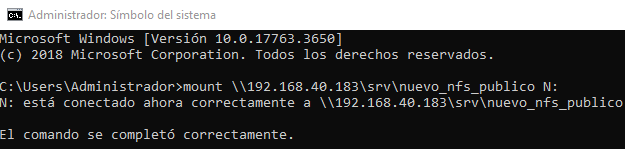 Administrador: Símbolo del sistema
Microsoft Windows [Versión 10.0.17763.3650]
(c) 2018 Microsoft Corporation. Todos los derechos reservados.
C:\Users\Administrador>mount \\192.168.40.183\srv\nuevo_nfs_publico N:
N: está conectado ahora correctamente a \\192.168.40.183\srv\nuevo_nfs_publico
El comando se completó correctamente.